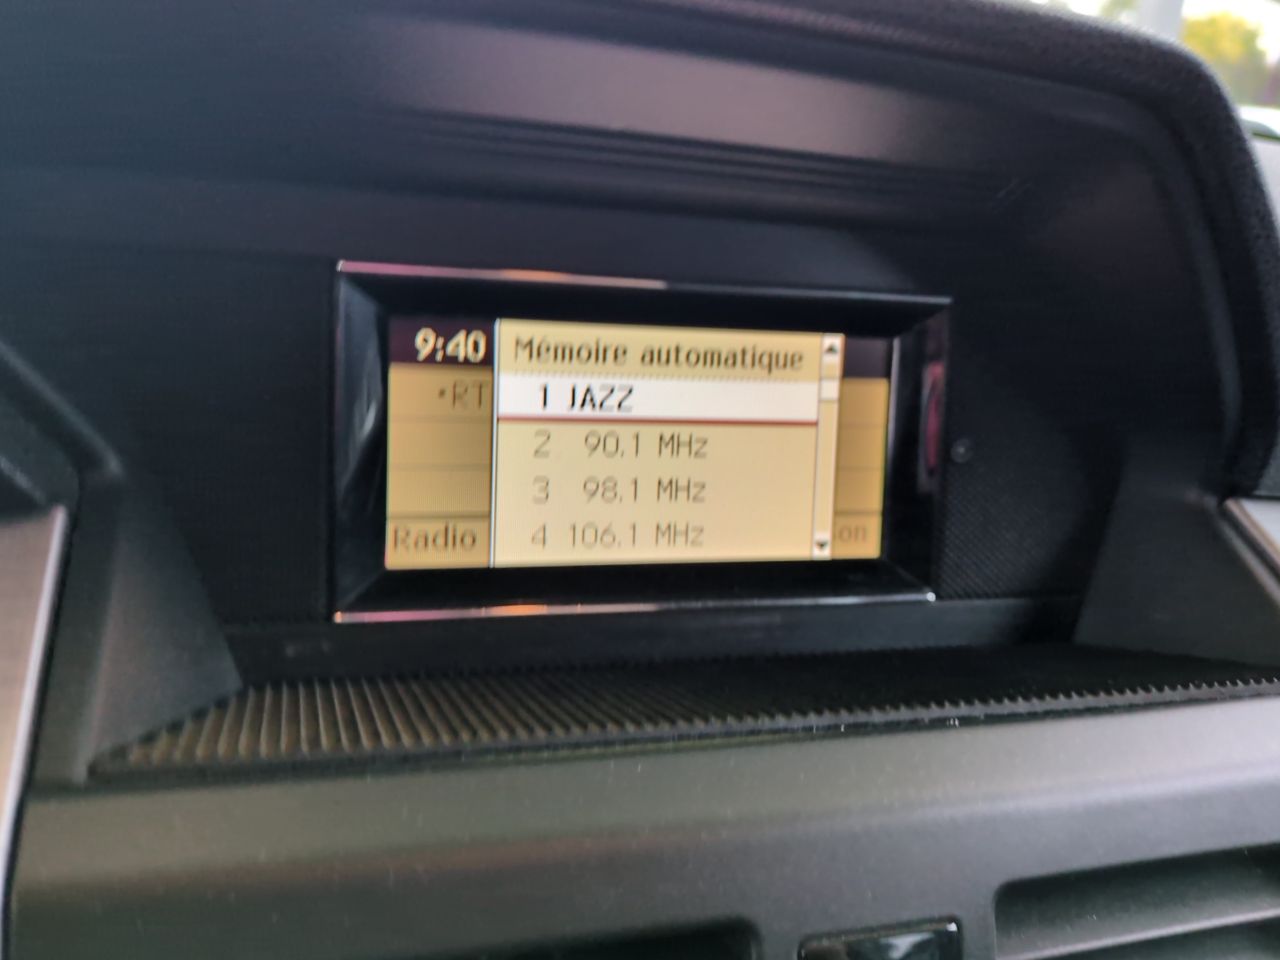 9:40
Mémoire automatique
•RT
1 JAZZ
2 90.1 MHz
3 98.1 MHz
4 106.1 MHz
Radio
on